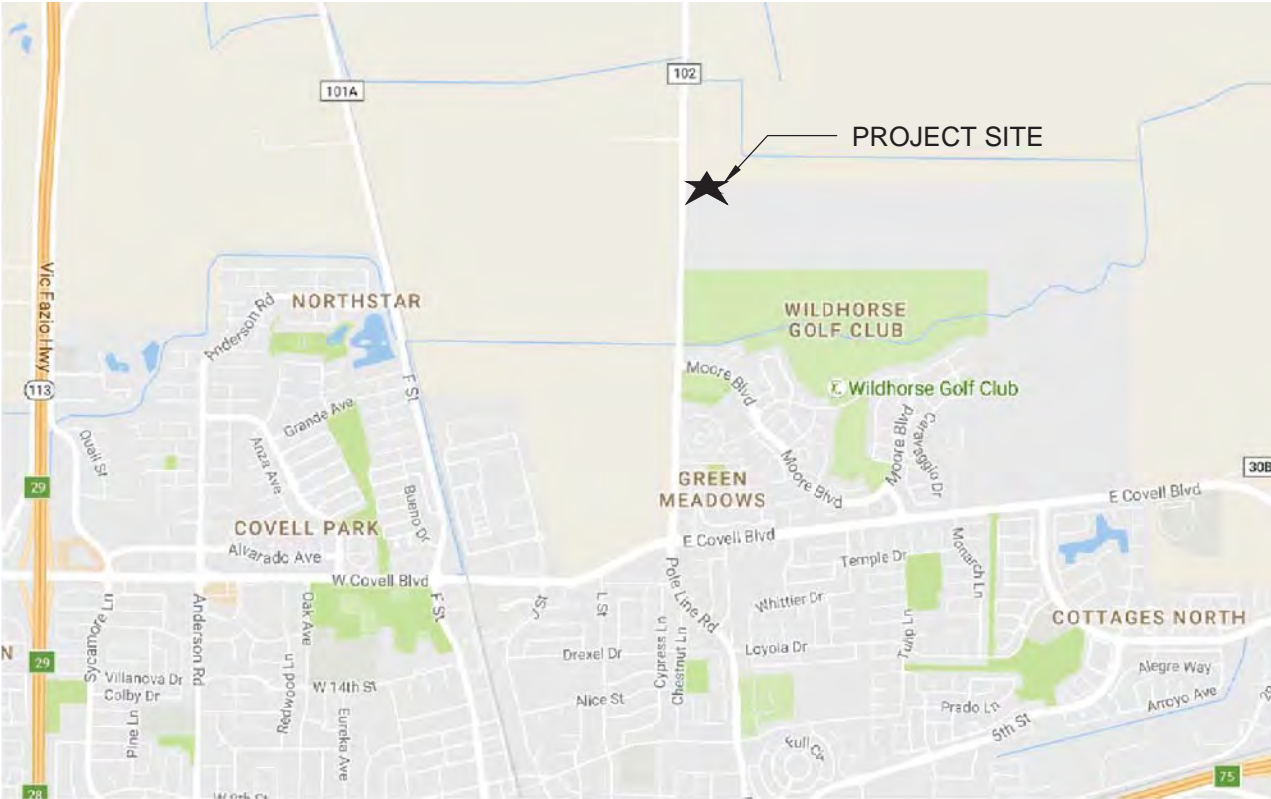 101A
102
PROJECT SITE
Vic Fazio Hwy
113
NORTHSTAR
Anderson Rd
WILDHORSE
GOLF CLUB
Moore Blvd
Wildhorse Golf Club
F St
Grande Ave
Anza Ave
Quail St
Moore Blvd
Caravaggio Dr
Moore Blvd
30B
29
GREEN
MEADOWS
E Covell Blvd
Bueno Dr
COVELL PARK
Alvarado Ave
E Covell Blvd
Temple Dr
Monarch Ln
W Covell Blvd
Pole Line Rd
Sycamore Ln
Anderson Rd
Oak Ave
F St
J St
L St
Whittier Dr
COTTAGES NORTH
N
29
Villanova Dr
Colby Dr
Redwood Ln
W 14th St
Drexel Dr
Cypress Ln
Chestnut Ln
Loyola Dr
Tulip Ln
Alegre Way
Pine Ln
Eureka Ave
Alice St
Prado Ln
Arroyo Ave
5th St
75
28